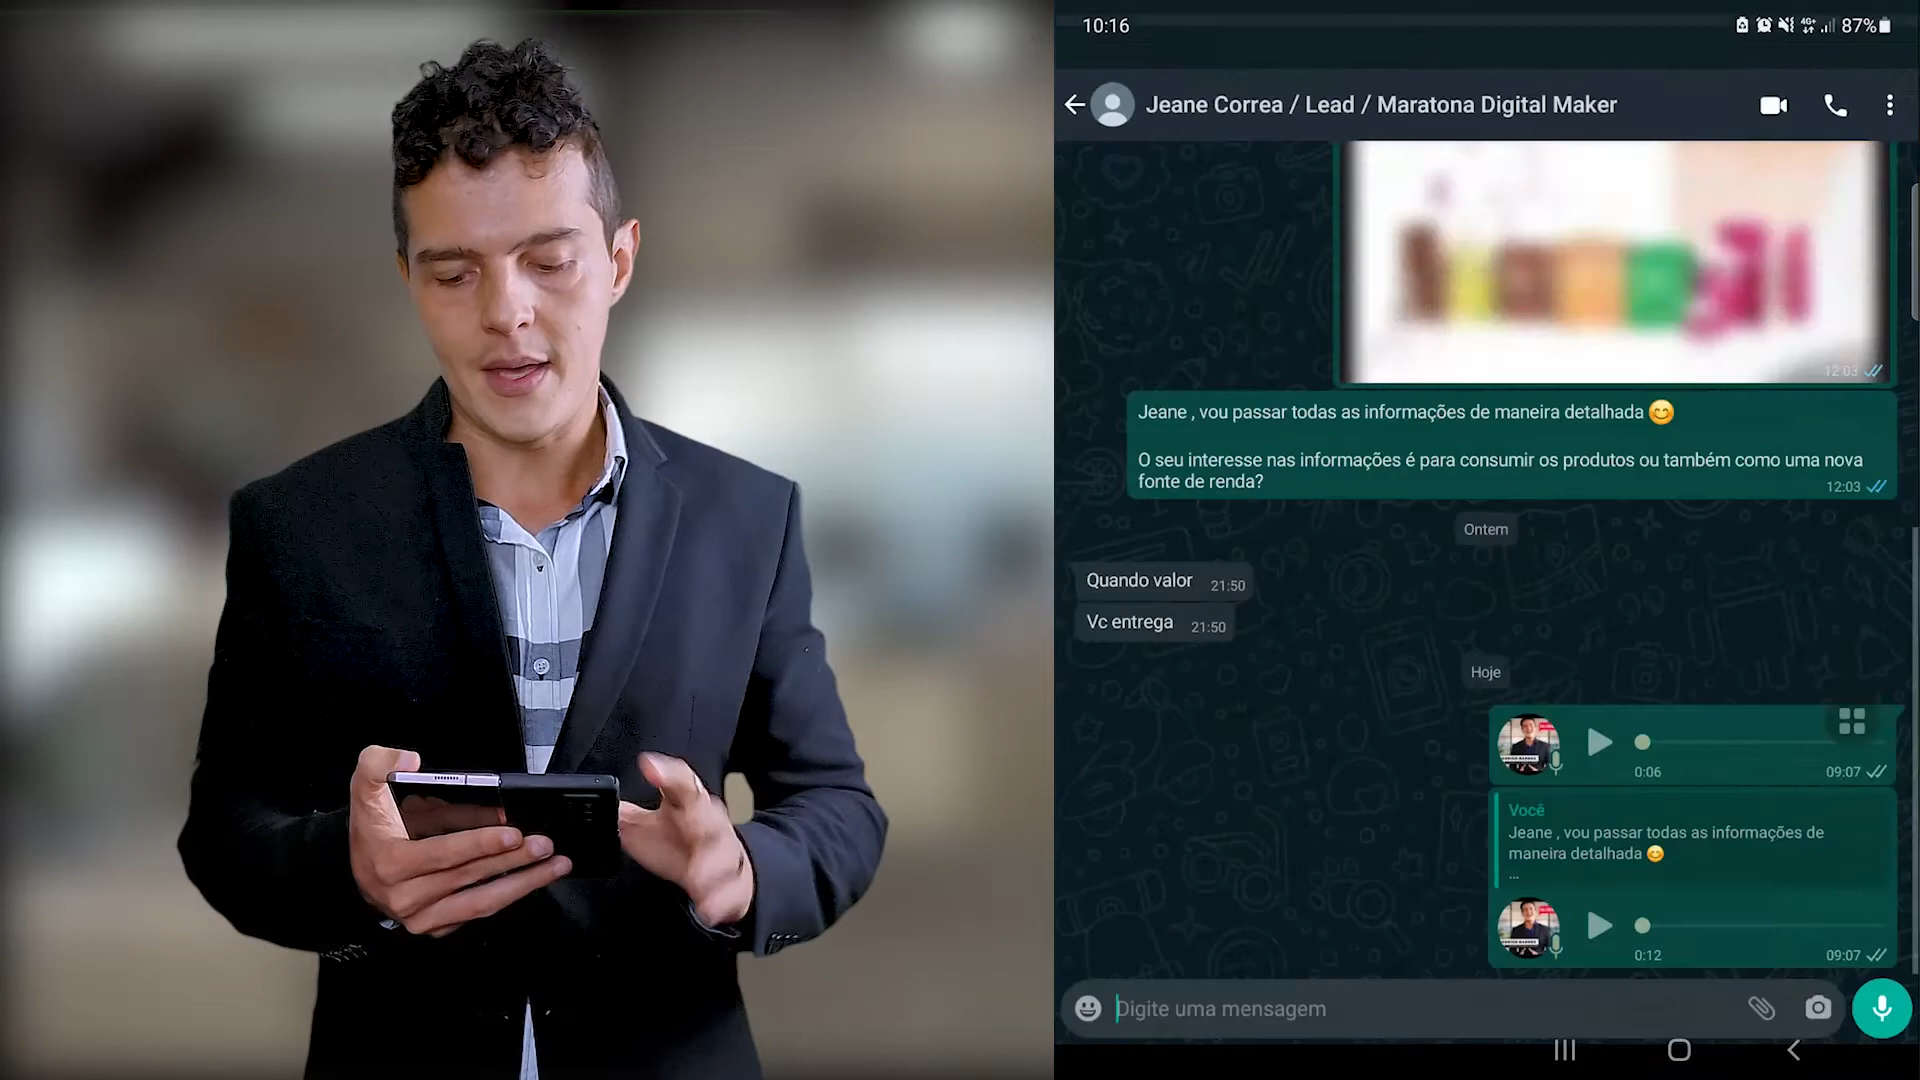 10:16
4G+
87%
Jeane Correa / Lead / Maratona Digital Maker
12:03
Jeane , vou passar todas as informações de maneira detalhada 😊
O seu interesse nas informações é para consumir os produtos ou também como uma nova
fonte de renda?
12:03
Ontem
Quando valor 21:50
Vc entrega 21:50
Hoje
0:06 09:07
Você
Jeane , vou passar todas as informações de
maneira detalhada 😊
...
0:12 09:07
Digite uma mensagem